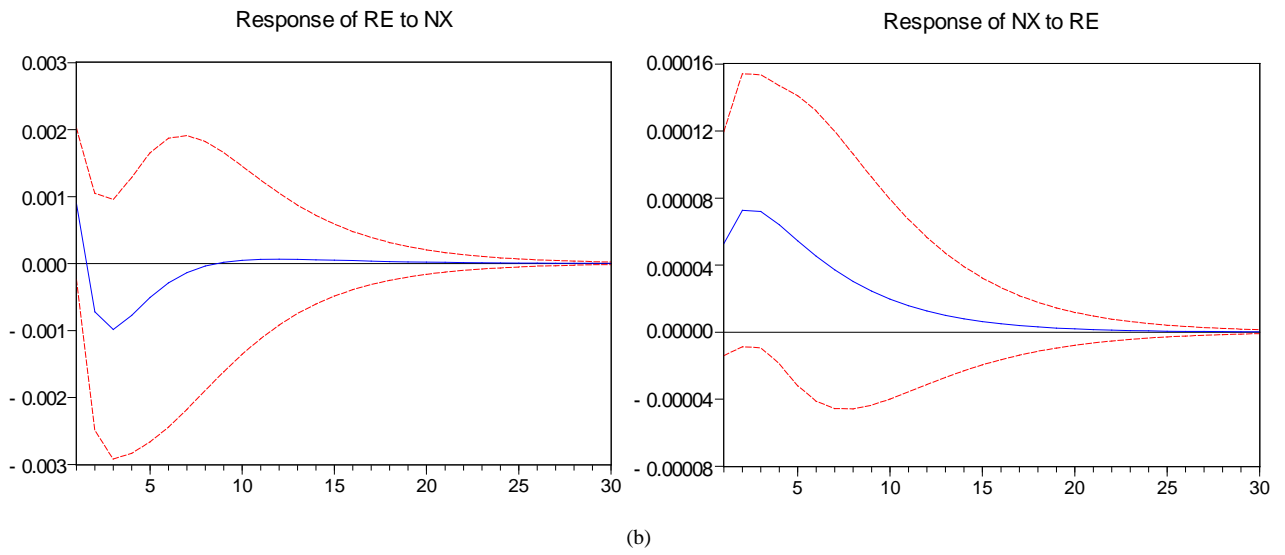 Response of RE to NX
0.003
0.002
0.001
0.000
- 0.001
- 0.002
- 0.003
5 10 15 20 25 30
Response of NX to RE
0.00016
0.00012
0.00008
0.00004
0.00000
- 0.00004
- 0.00008
5 10 15 20 25 30
(b)